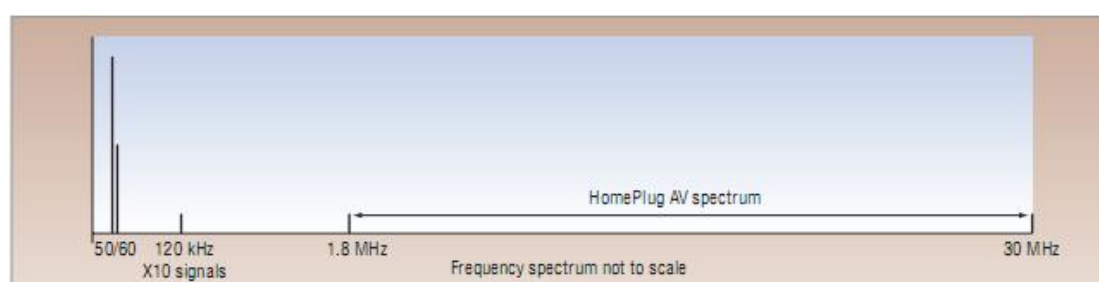 HomePlug AV spectrum
50/60 120 kHz 1.8 MHz 30 MHz
X10 signals Frequency spectrum not to scale